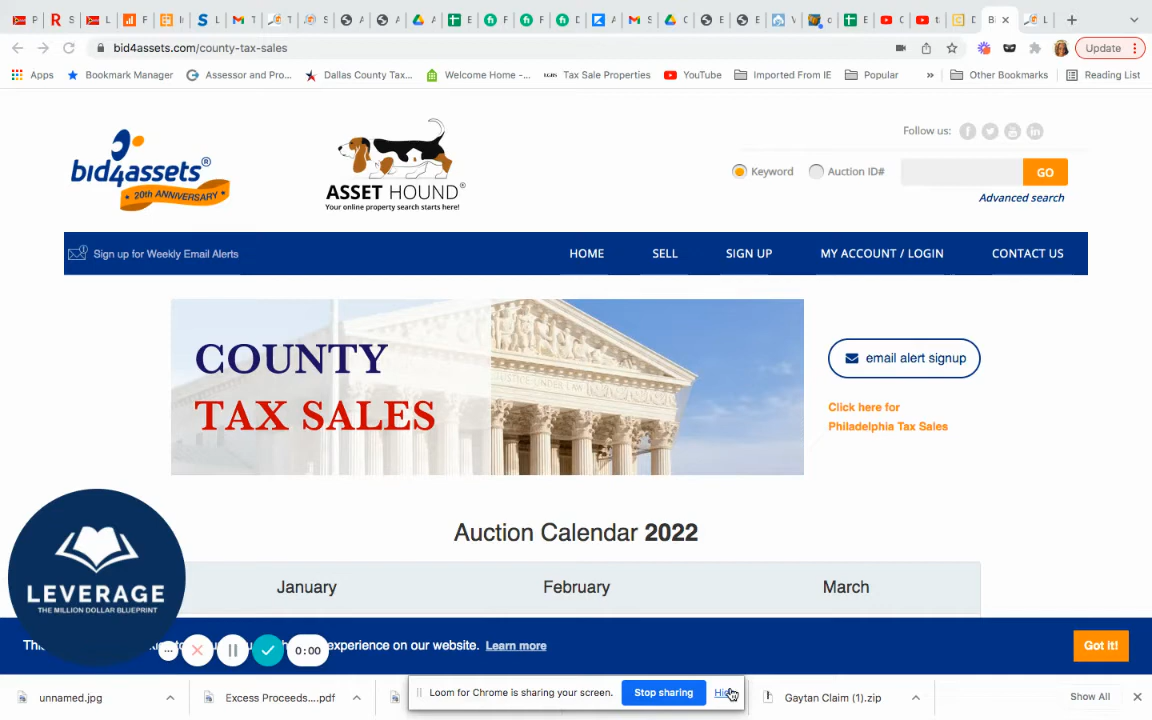 P
R
S
L
F
I
S
L
T
T
S
A
A
A
E
F
F
D
A
S
C
E
E
V
c
E
C
t
D
Bi
L
bid4assets.com/county-tax-sales
Update
Apps
Bookmark Manager
Assessor and Pro...
Dallas County Tax...
Welcome Home -...
LGBS
Tax Sale Properties
YouTube
Imported From IE
Popular
»
Other Bookmarks
Reading List
Follow us:
bid4assets®
20th ANNIVERSARY
ASSET HOUND®
Your online property search starts here!
Keyword
Auction ID#
GO
Advanced search
Sign up for Weekly Email Alerts
HOME
SELL
SIGN UP
MY ACCOUNT / LOGIN
CONTACT US
COUNTY
TAX SALES
JUSTICE UNDER LAW
email alert signup
Click here for
Philadelphia Tax Sales
Auction Calendar 2022
January
February
March
LEVERAGE
THE MILLION DOLLAR BLUEPRINT
experience on our website. Learn more
Got it!
0:00
unnamed.jpg
Excess Proceeds....pdf
Loom for Chrome is sharing your screen.
Stop sharing
Hide
Gaytan Claim (1).zip
Show All